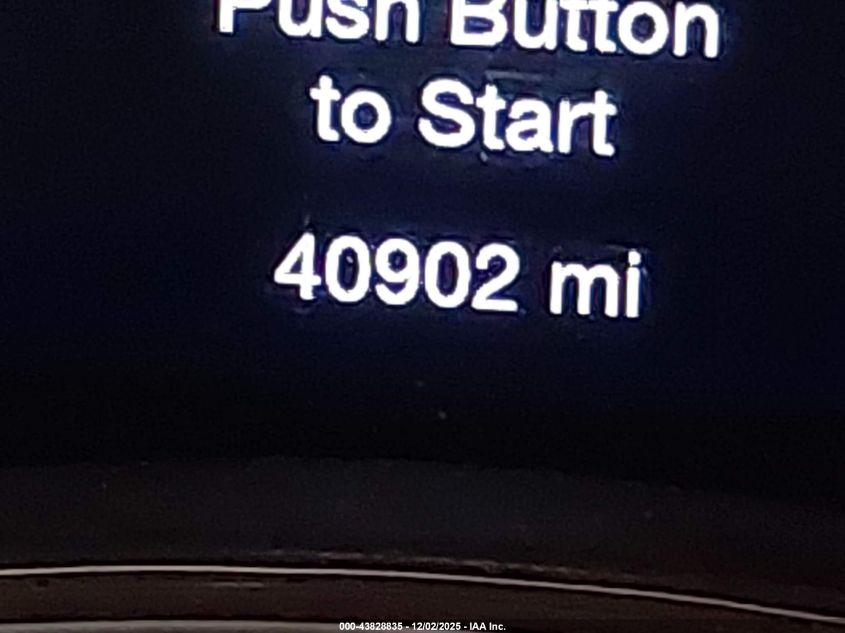 Push Button
to Start
40902 mi
000-43828835 - 12/02/2025 - IAA Inc.